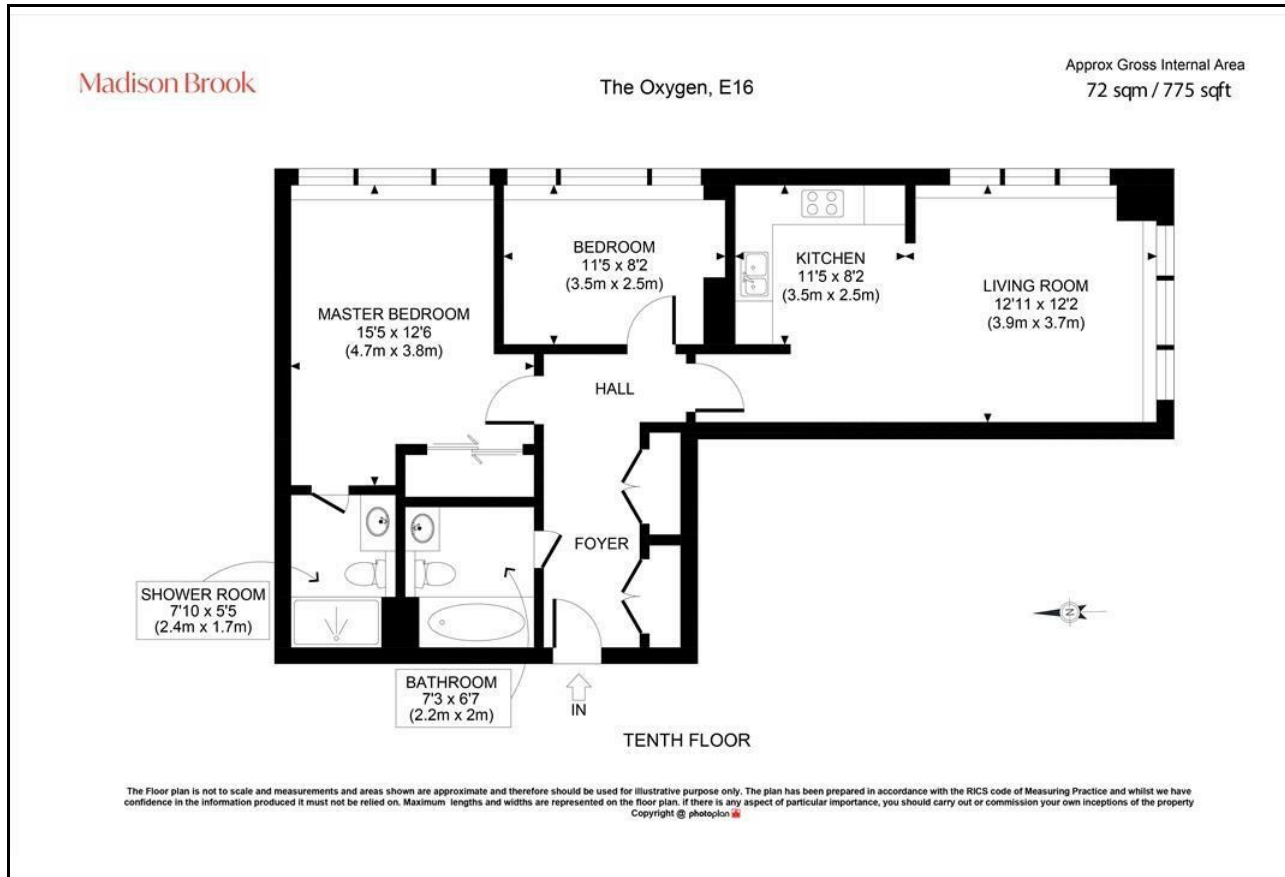 Madison Brook
The Oxygen, E16
Approx Gross Internal Area
72 sqm / 775 sqft
BEDROOM
11'5 x 8'2
(3.5m x 2.5m)
KITCHEN
11'5 x 8'2
(3.5m x 2.5m)
LIVING ROOM
12'11 x 12'2
(3.9m x 3.7m)
MASTER BEDROOM
15'5 x 12'6
(4.7m x 3.8m)
HALL
FOYER
SHOWER ROOM
7'10 x 5'5
(2.4m x 1.7m)
BATHROOM
7'3 x 6'7
(2.2m x 2m)
IN
N
TENTH FLOOR
The Floor plan is not to scale and measurements and areas shown are approximate and therefore should be used for illustrative purpose only. The plan has been prepared in accordance with the RICS code of Measuring Practice and whilst we have
confidence in the information produced it must not be relied on. Maximum lengths and widths are represented on the floor plan. if there is any aspect of particular importance, you should carry out or commission your own inceptions of the property
Copyright @ photoplan